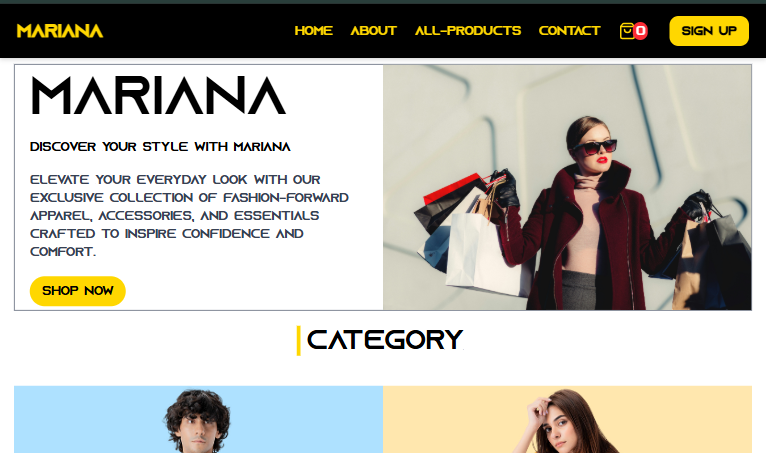 MARIANA
HOME ABOUT ALL-PRODUCTS CONTACT 0 SIGN UP
MARIANA
DISCOVER YOUR STYLE WITH MARIANA
ELEVATE YOUR EVERYDAY LOOK WITH OUR
EXCLUSIVE COLLECTION OF FASHION-FORWARD
APPAREL, ACCESSORIES, AND ESSENTIALS
CRAFTED TO INSPIRE CONFIDENCE AND
COMFORT.
SHOP NOW
CATEGORY